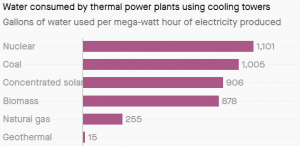 Water consumed by thermal power plants using cooling towers
Gallons of water used per mega-watt hour of electricity produced
Nuclear 1,101
Coal 1,005
Concentrated solar 906
Biomass 878
Natural gas 255
Geothermal 15